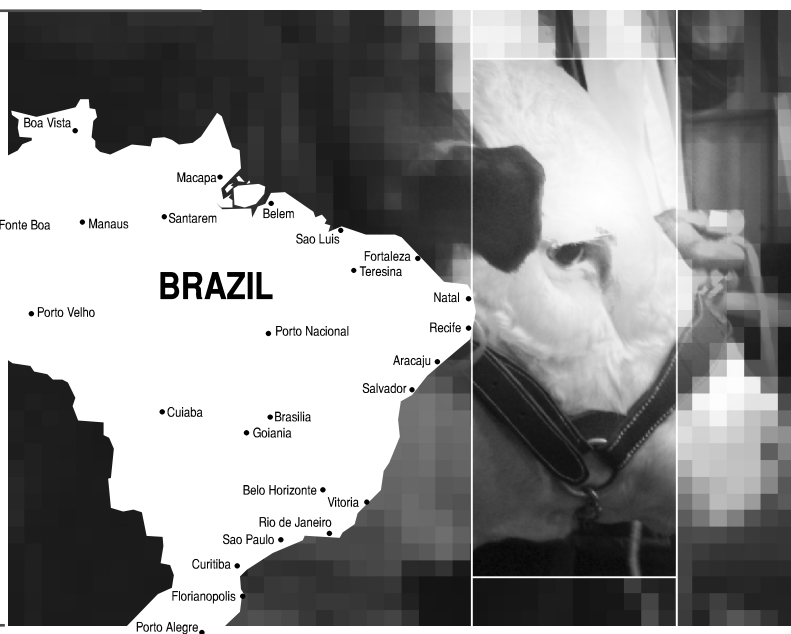 Boa Vista
Macapa
Fonte Boa
Manaus
Santarem
Belem
Sao Luis
Fortaleza
Teresina
BRAZIL
Natal
Porto Velho
Recife
Porto Nacional
Aracaju
Salvador
Cuiaba
Brasilia
Goiania
Belo Horizonte
Vitoria
Rio de Janeiro
Sao Paulo
Curitiba
Florianopolis
Porto Alegre